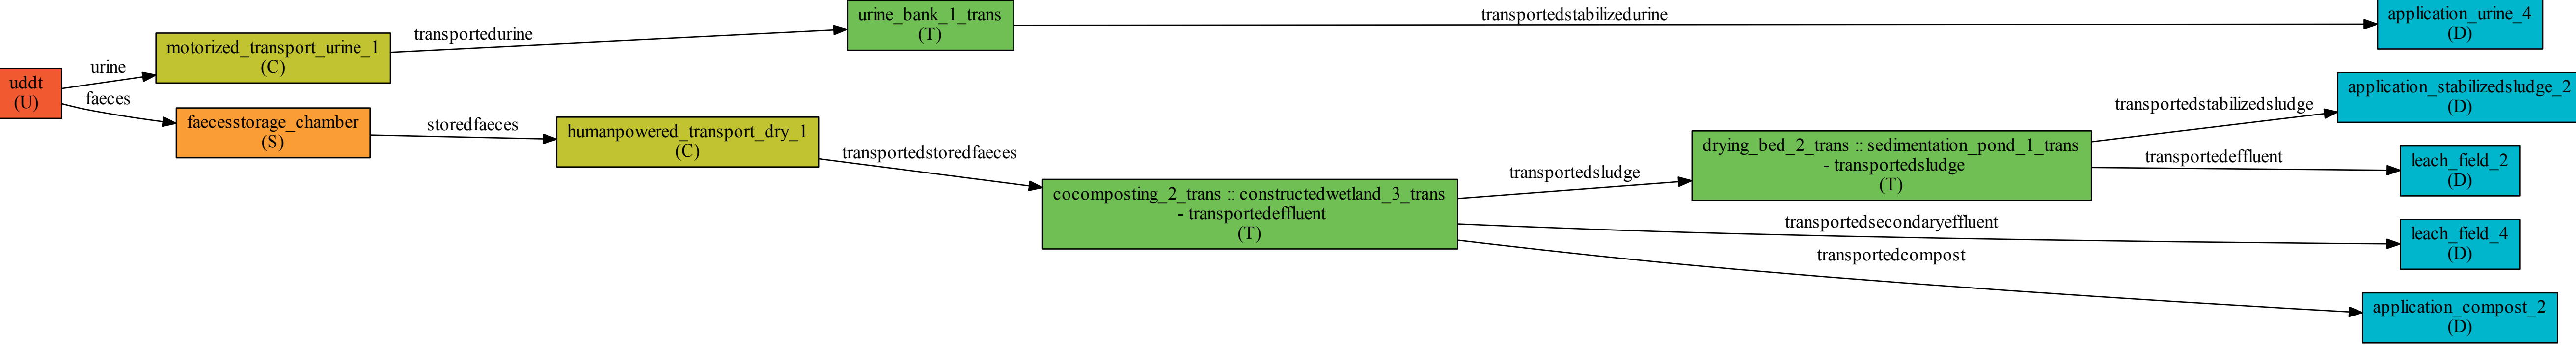 uddt
(U)
urine
faeces
motorized_transport_urine_1
(C)
faecesstorage_chamber
(S)
transportedurine
storedfaeces
humanpowered_transport_dry_1
(C)
urine_bank_1_trans
(T)
transportedstoredfaeces
cocomposting_2_trans :: constructedwetland_3_trans
- transportedeffluent
(T)
transportedstabilizedurine
transportedsludge
transportedsecondaryeffluent
transportedcompost
drying_bed_2_trans :: sedimentation_pond_1_trans
- transportedsludge
(T)
transportedstabilizedsludge
transportedeffluent
application_urine_4
(D)
application_stabilizedsludge_2
(D)
leach_field_2
(D)
leach_field_4
(D)
application_compost_2
(D)